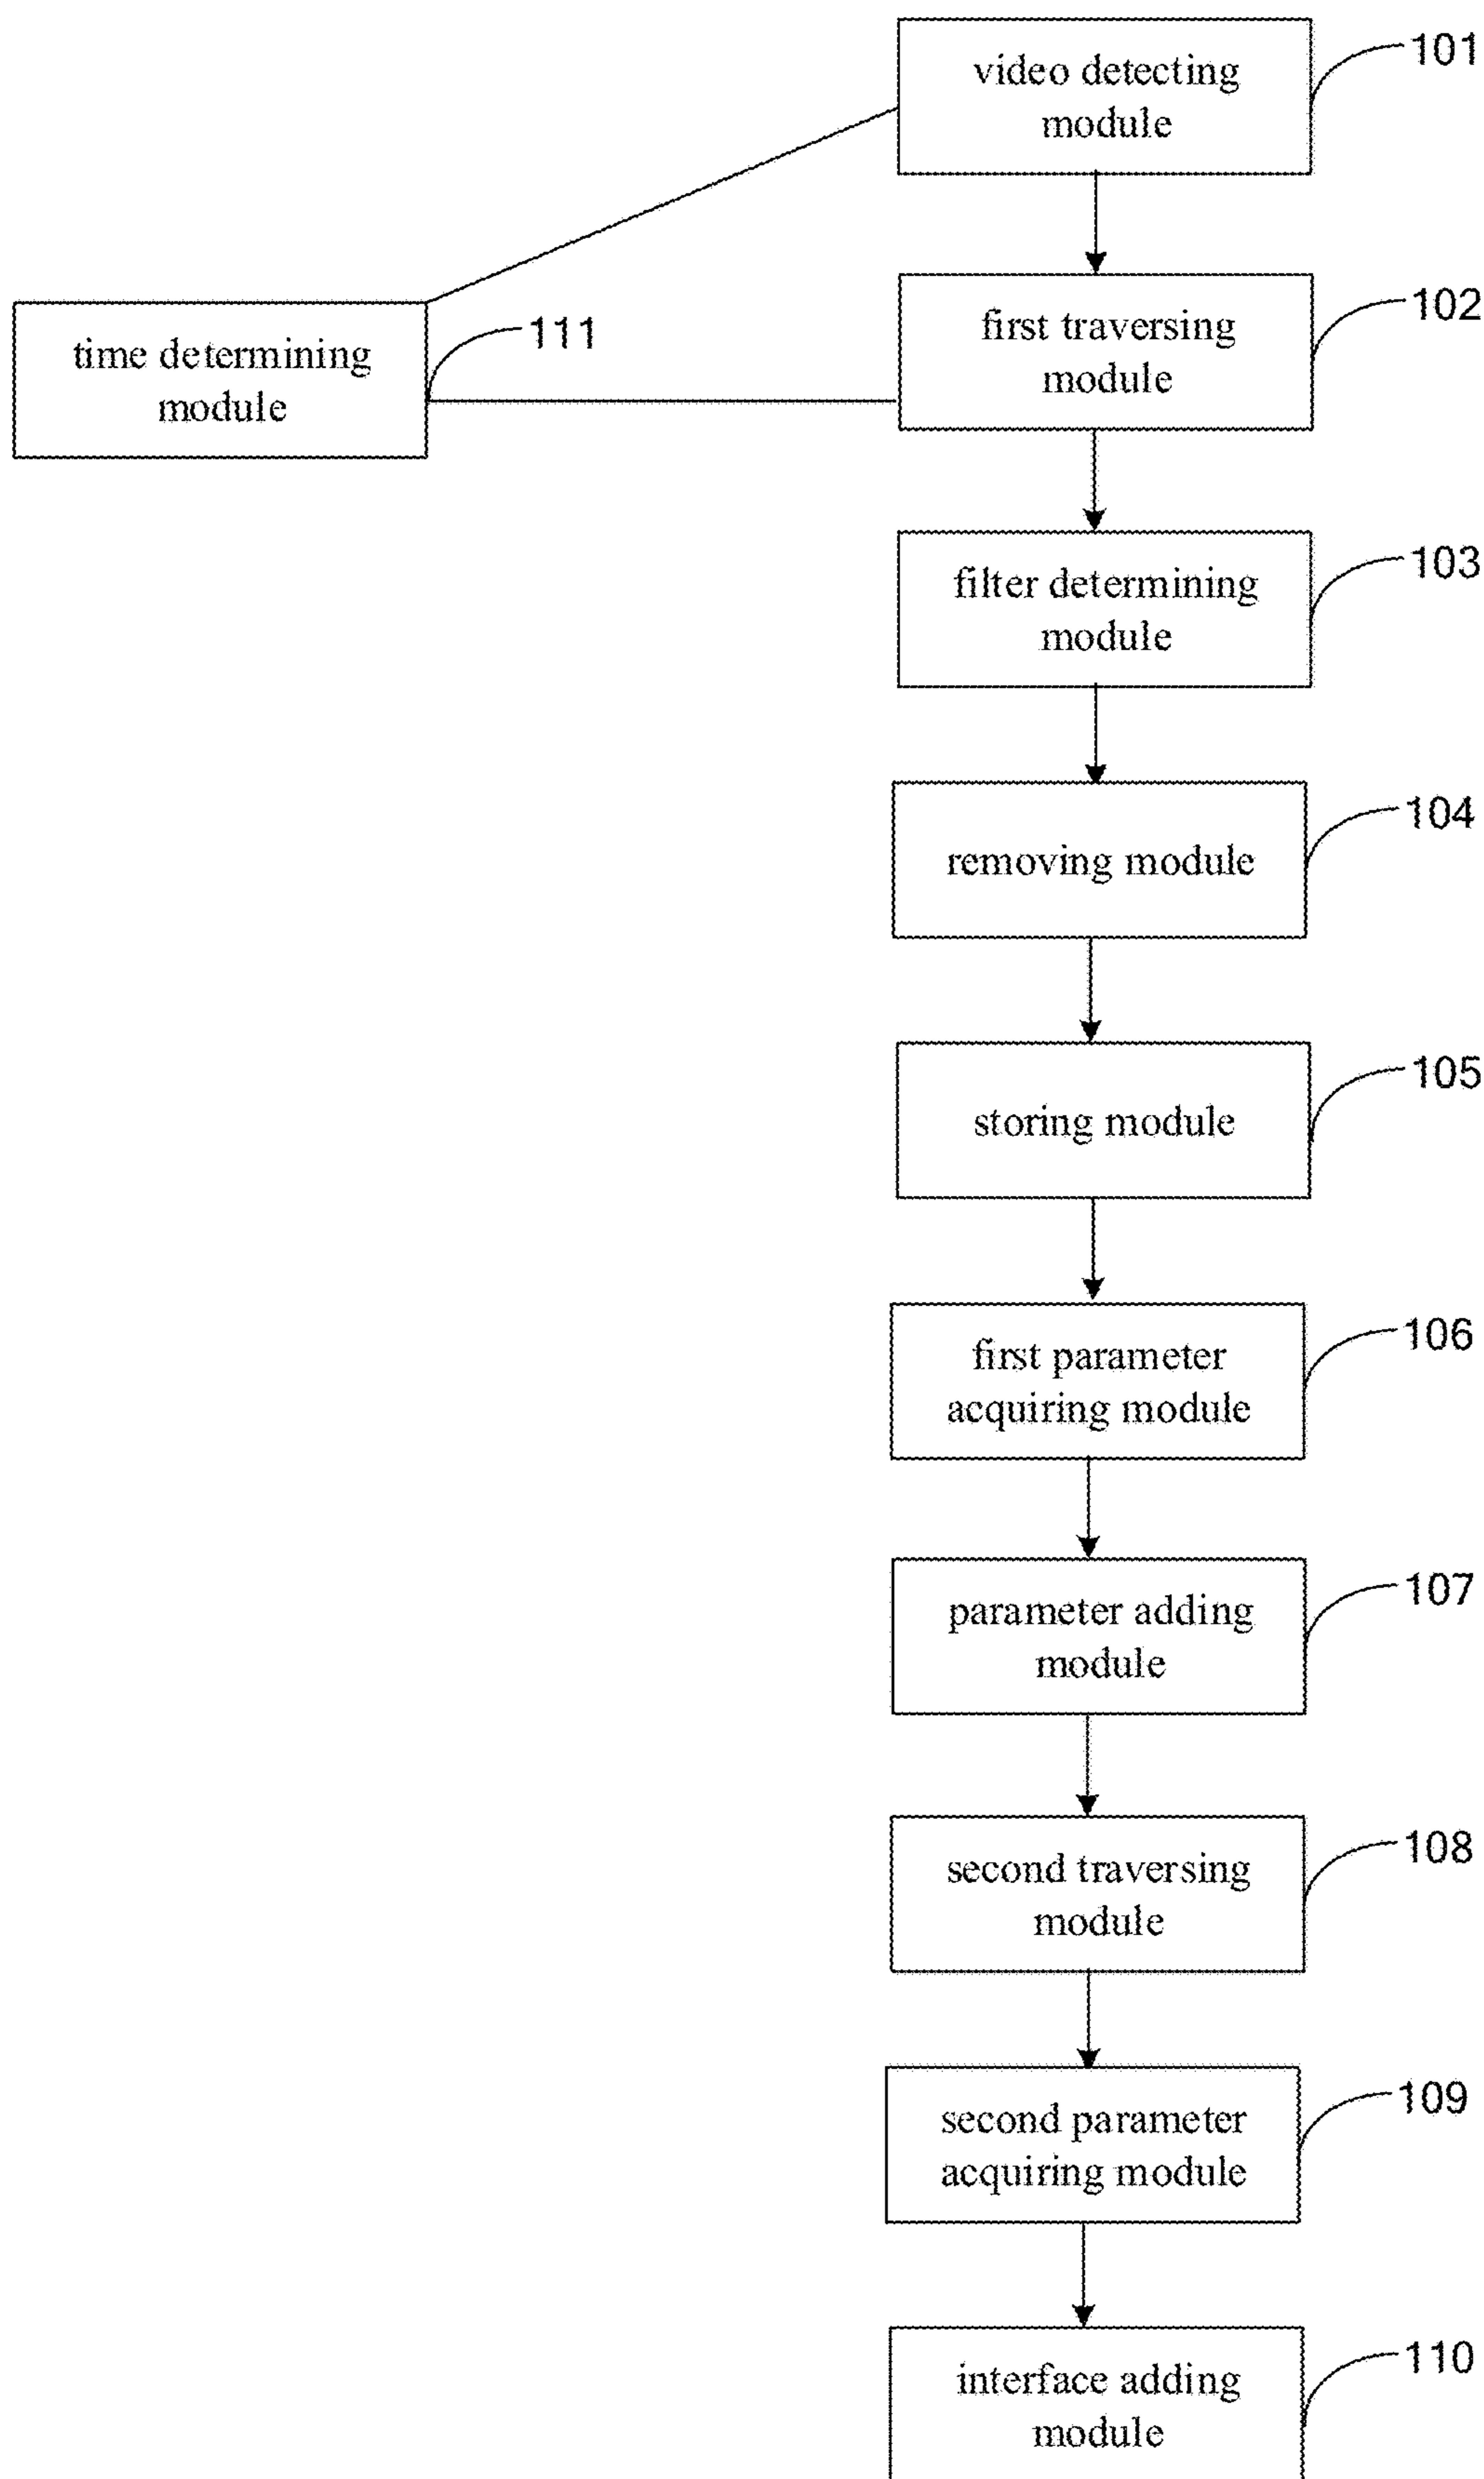 video detecting
module
101
first traversing
module
102
time determining
module
111
filter determining
module
103
removing module
104
storing module
105
first parameter
acquiring module
106
parameter adding
module
107
second traversing
module
108
second parameter
acquiring module
109
interface adding
module
110